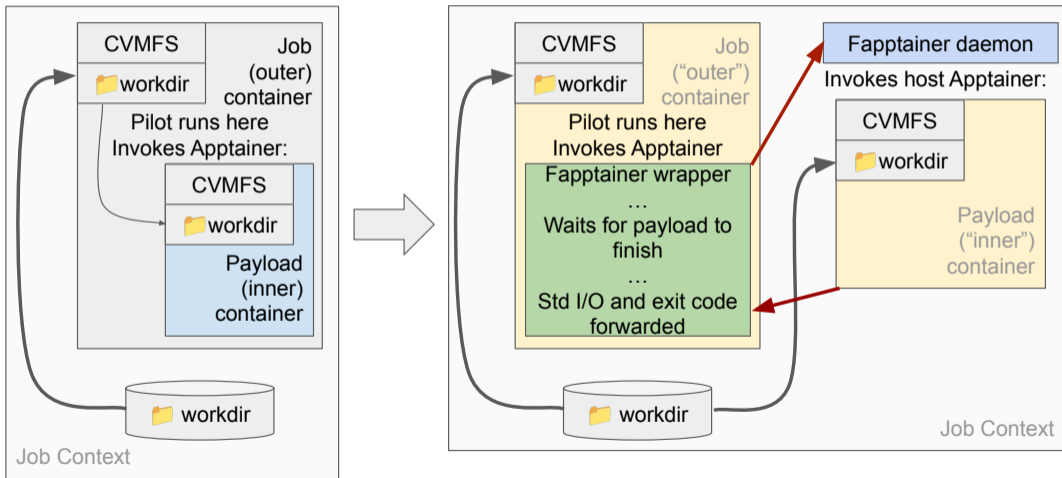 CVMFS
📁workdir
Job
(outer)
container
Pilot runs here
Invokes Apptainer:
CVMFS
📁workdir
Payload
(inner)
container
📁 workdir
Job Context
CVMFS
📁workdir
Job
(“outer”)
container
Pilot runs here
Invokes Apptainer
Fapptainer wrapper
…
Waits for payload to
finish
…
Std I/O and exit code
forwarded
Fapptainer daemon
Invokes host Apptainer:
CVMFS
📁workdir
Payload
(“inner”)
container
📁 workdir
Job Context